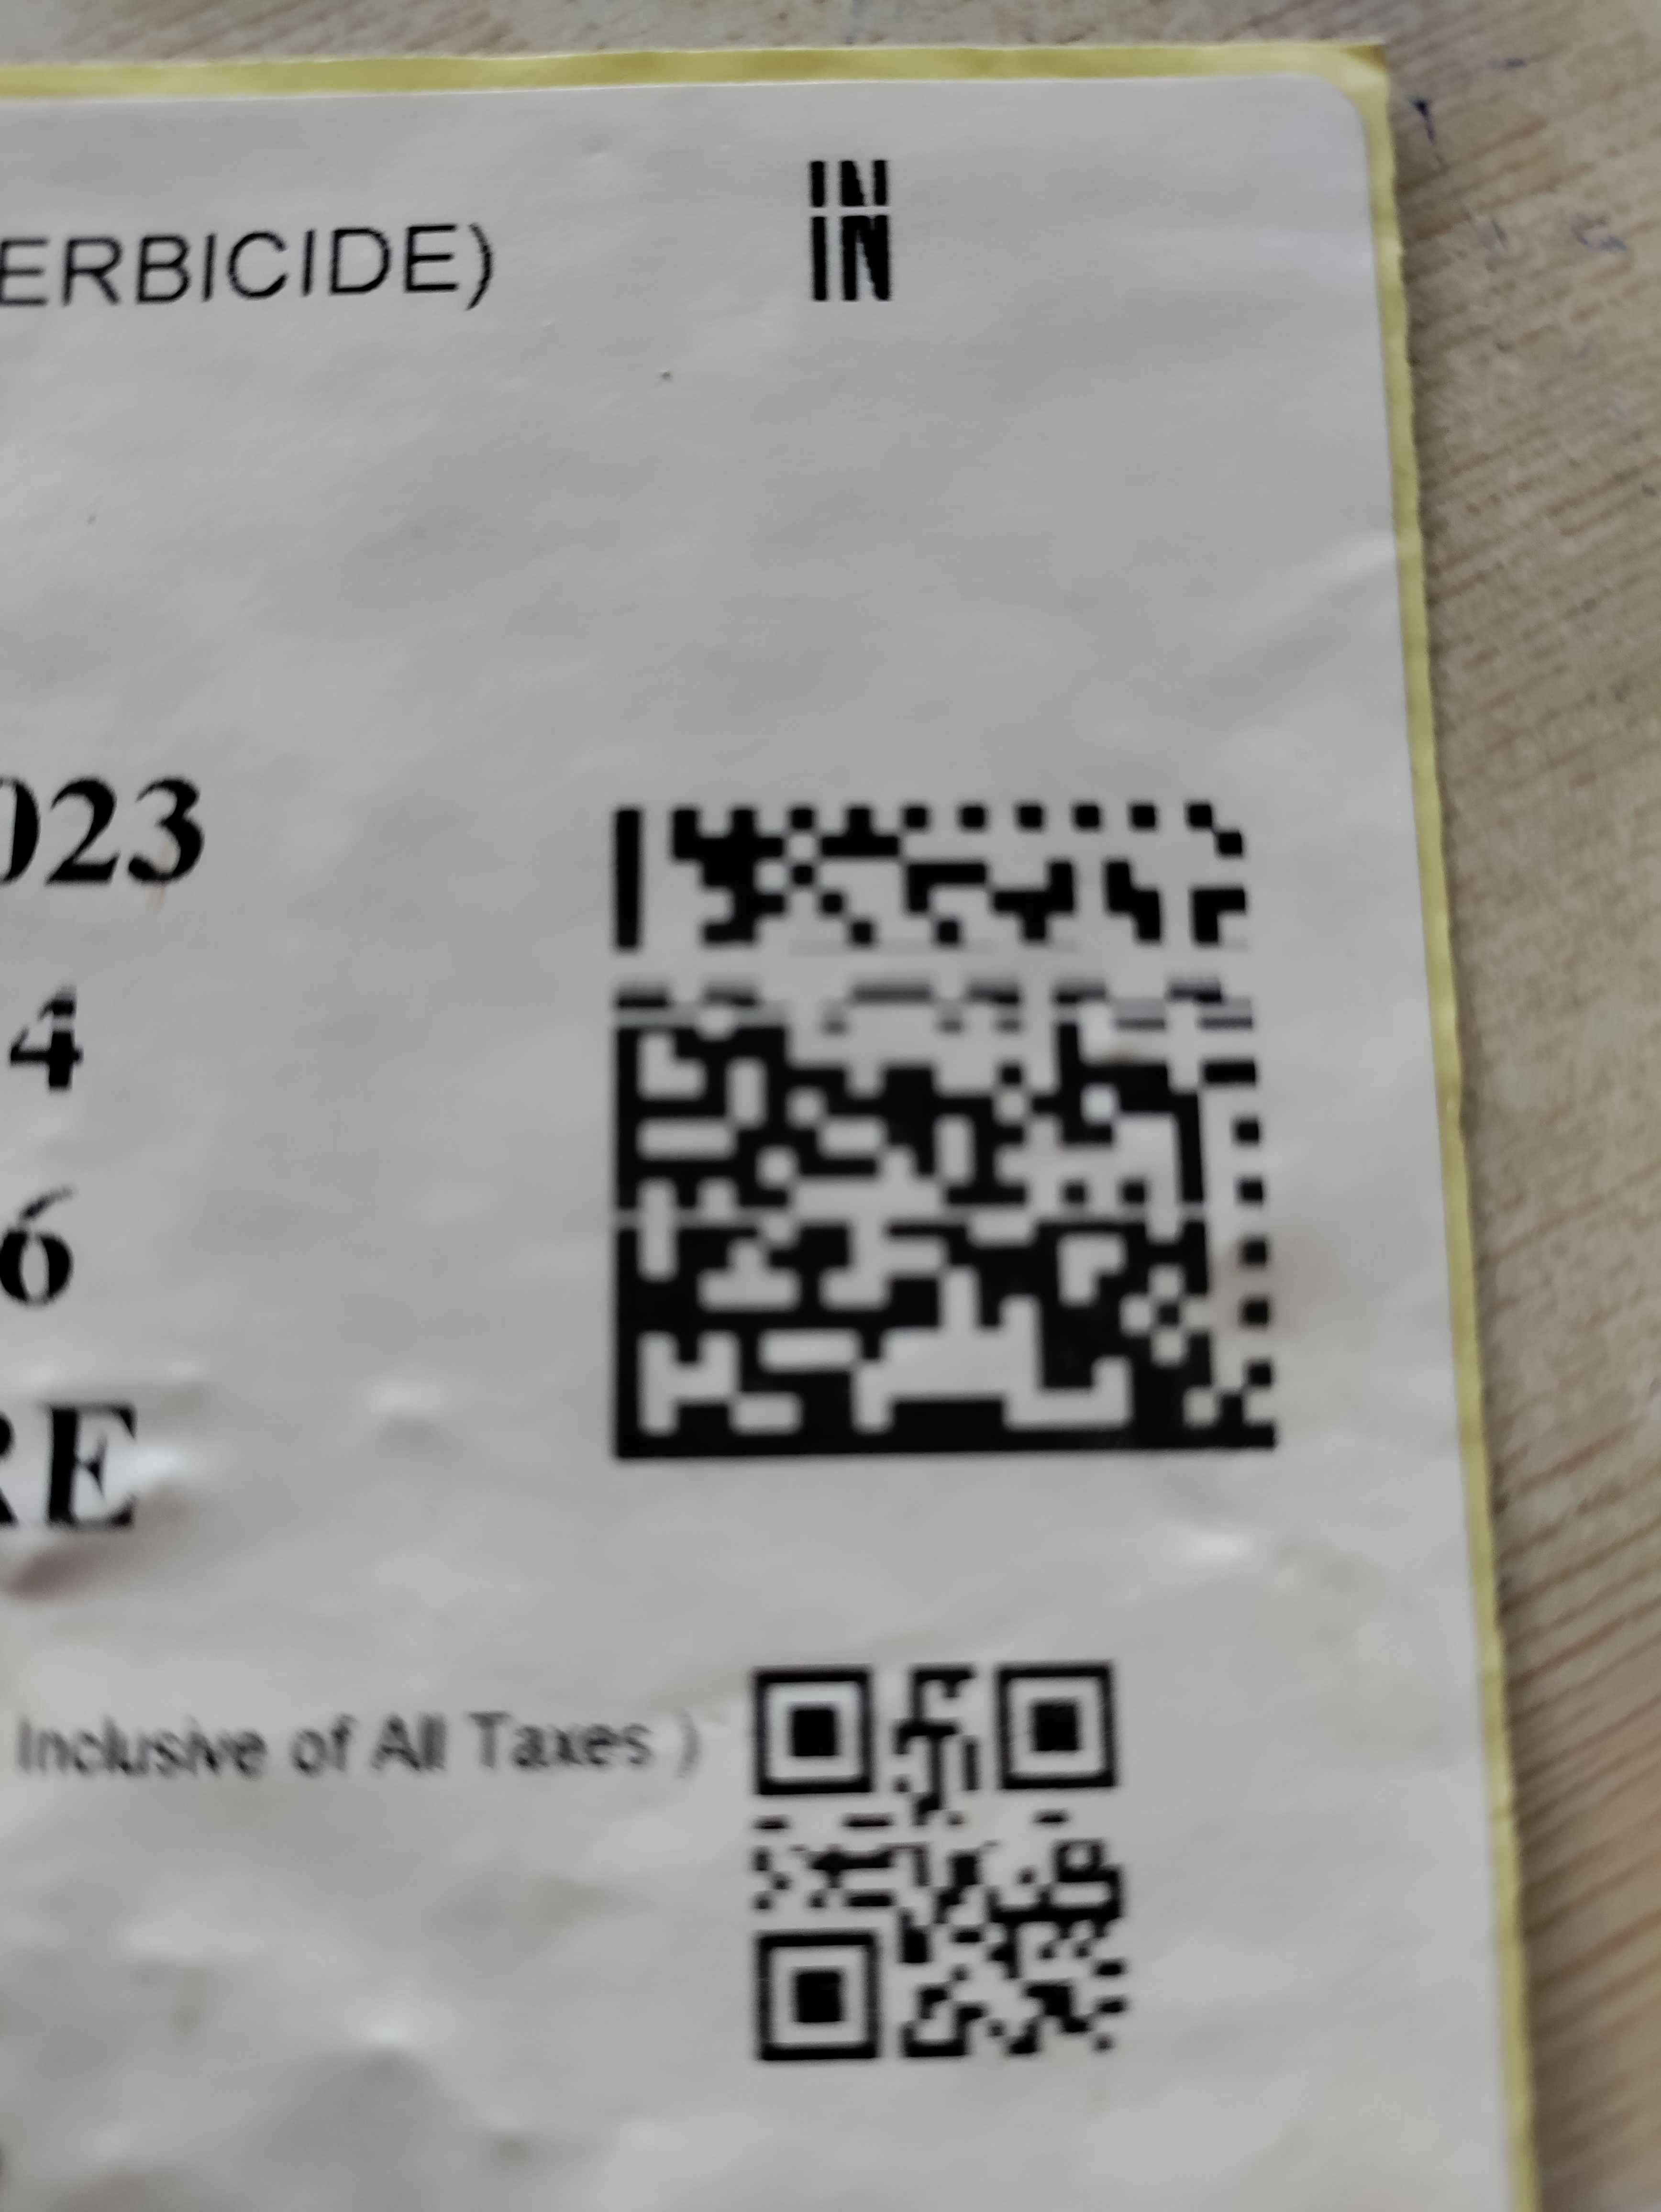 ERBICIDE)
IN
023
4
6
RE
Inclusive of All Taxes )